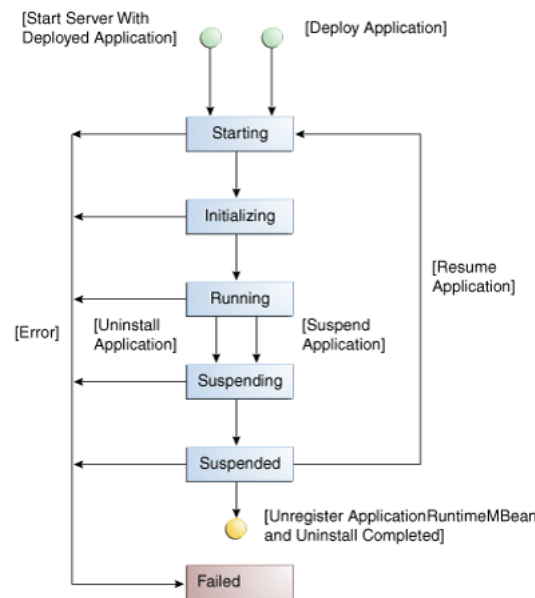 [Start Server With
Deployed Application]
[Deploy Application]
Starting
Initializing
[Resume
Application]
Running
[Error]
[Uninstall
Application]
[Suspend
Application]
Suspending
Suspended
[Unregister ApplicationRuntimeMBean
and Uninstall Completed]
Failed